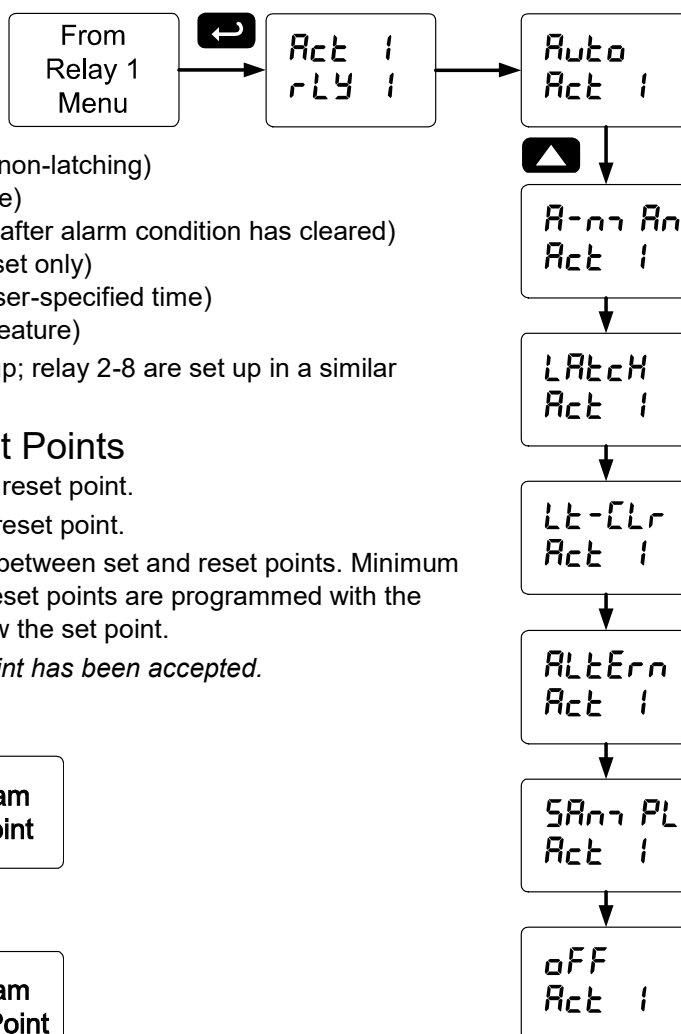 From
Relay 1
Menu
Act 1
rLY 1
Auto
Act 1
non-latching)
e)
after alarm condition has cleared)
set only)
ser-specified time)
eature)
up; relay 2-8 are set up in a similar
t Points
reset point.
reset point.
between set and reset points. Minimum
eset points are programmed with the
w the set point.
int has been accepted.
am
oint
am
Point
A-m An
Act 1
LAtcH
Act 1
Lt-CLr
Act 1
ALtErn
Act 1
SAmPL
Act 1
oFF
Act 1